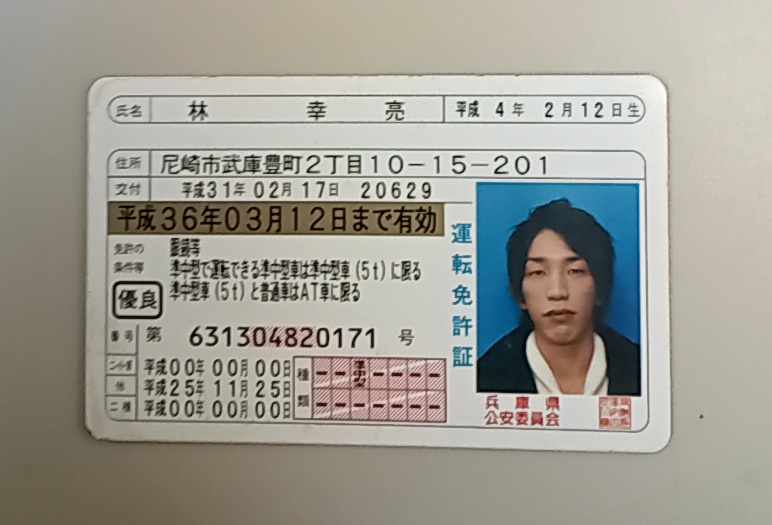 氏名 林 幸 亮 平成 4年 2月12日生
住所 尼崎市武庫豊町2丁目10-15-201
交付 平成31年02月17日 20629
平成36年03月12日まで有効
免許の 眼鏡等
条件等 準中型で運転できる準中型車は準中型車(5t)に限る
準中型車(5t)と普通車はAT車に限る
優良
番号 第 631304820171 号
二・小・原 平成00年00月00日
他 平成25年11月25日
二種 平成00年00月00日
種類
準中型
運転免許証
兵庫県
公安委員会